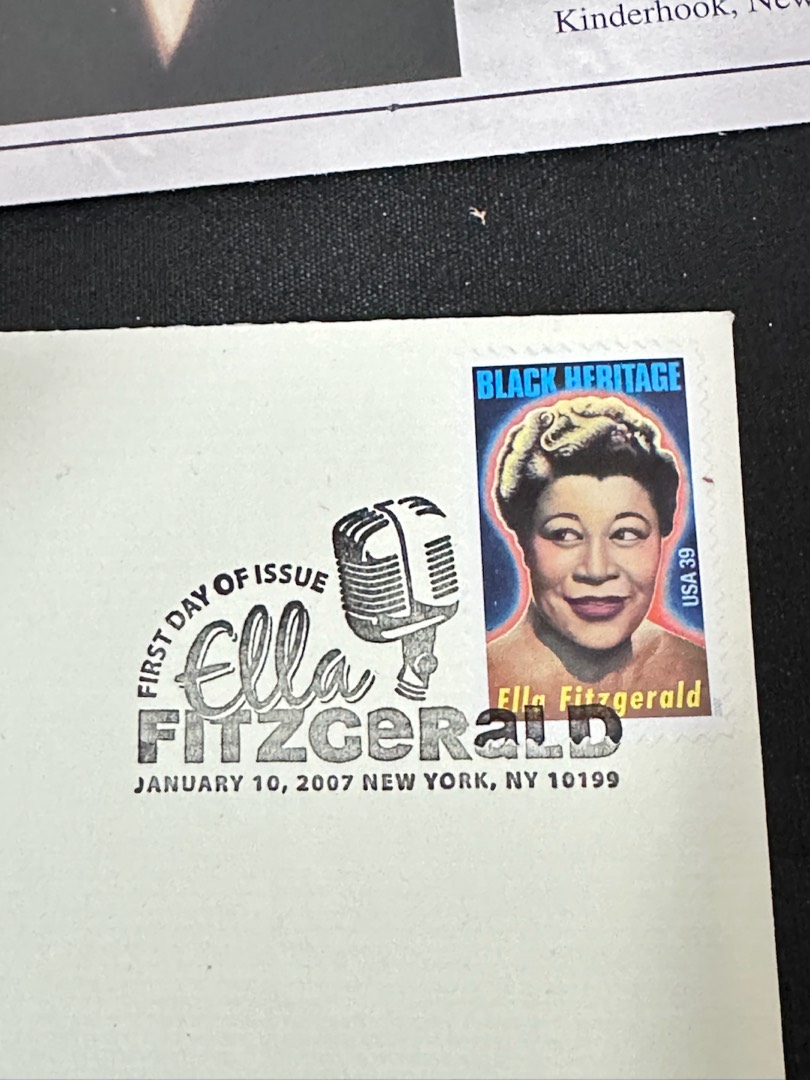 Kinderhook, New
BLACK HERITAGE
USA 39
Ella Fitzgerald
FIRST DAY OF ISSUE
Ella
FITZGeRaLD
JANUARY 10, 2007 NEW YORK, NY 10199